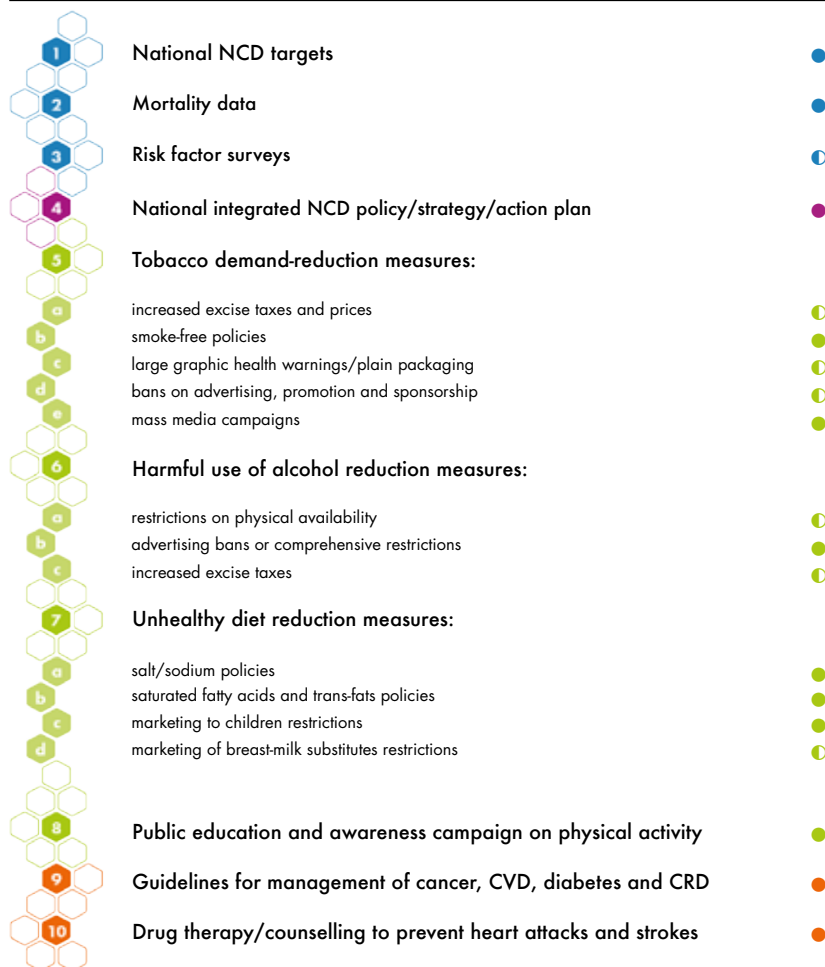 1 National NCD targets
2 Mortality data
3 Risk factor surveys
4 National integrated NCD policy/strategy/action plan
5 Tobacco demand-reduction measures:
a increased excise taxes and prices
b smoke-free policies
c large graphic health warnings/plain packaging
d bans on advertising, promotion and sponsorship
e mass media campaigns
6 Harmful use of alcohol reduction measures:
a restrictions on physical availability
b advertising bans or comprehensive restrictions
c increased excise taxes
7 Unhealthy diet reduction measures:
a salt/sodium policies
b saturated fatty acids and trans-fats policies
c marketing to children restrictions
d marketing of breast-milk substitutes restrictions
8 Public education and awareness campaign on physical activity
9 Guidelines for management of cancer, CVD, diabetes and CRD
10 Drug therapy/counselling to prevent heart attacks and strokes